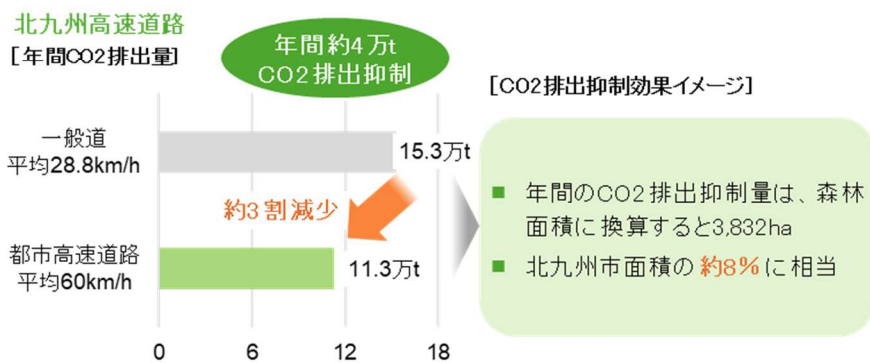 北九州高速道路
[年間CO2排出量]
年間約4万t
CO2排出抑制
[CO2排出抑制効果イメージ]
一般道
平均28.8km/h
15.3万t
約3割減少
都市高速道路
平均60km/h
11.3万t
0 6 12 18
■ 年間のCO2排出抑制量は、森林
面積に換算すると3,832ha
■ 北九州市面積の約8%に相当